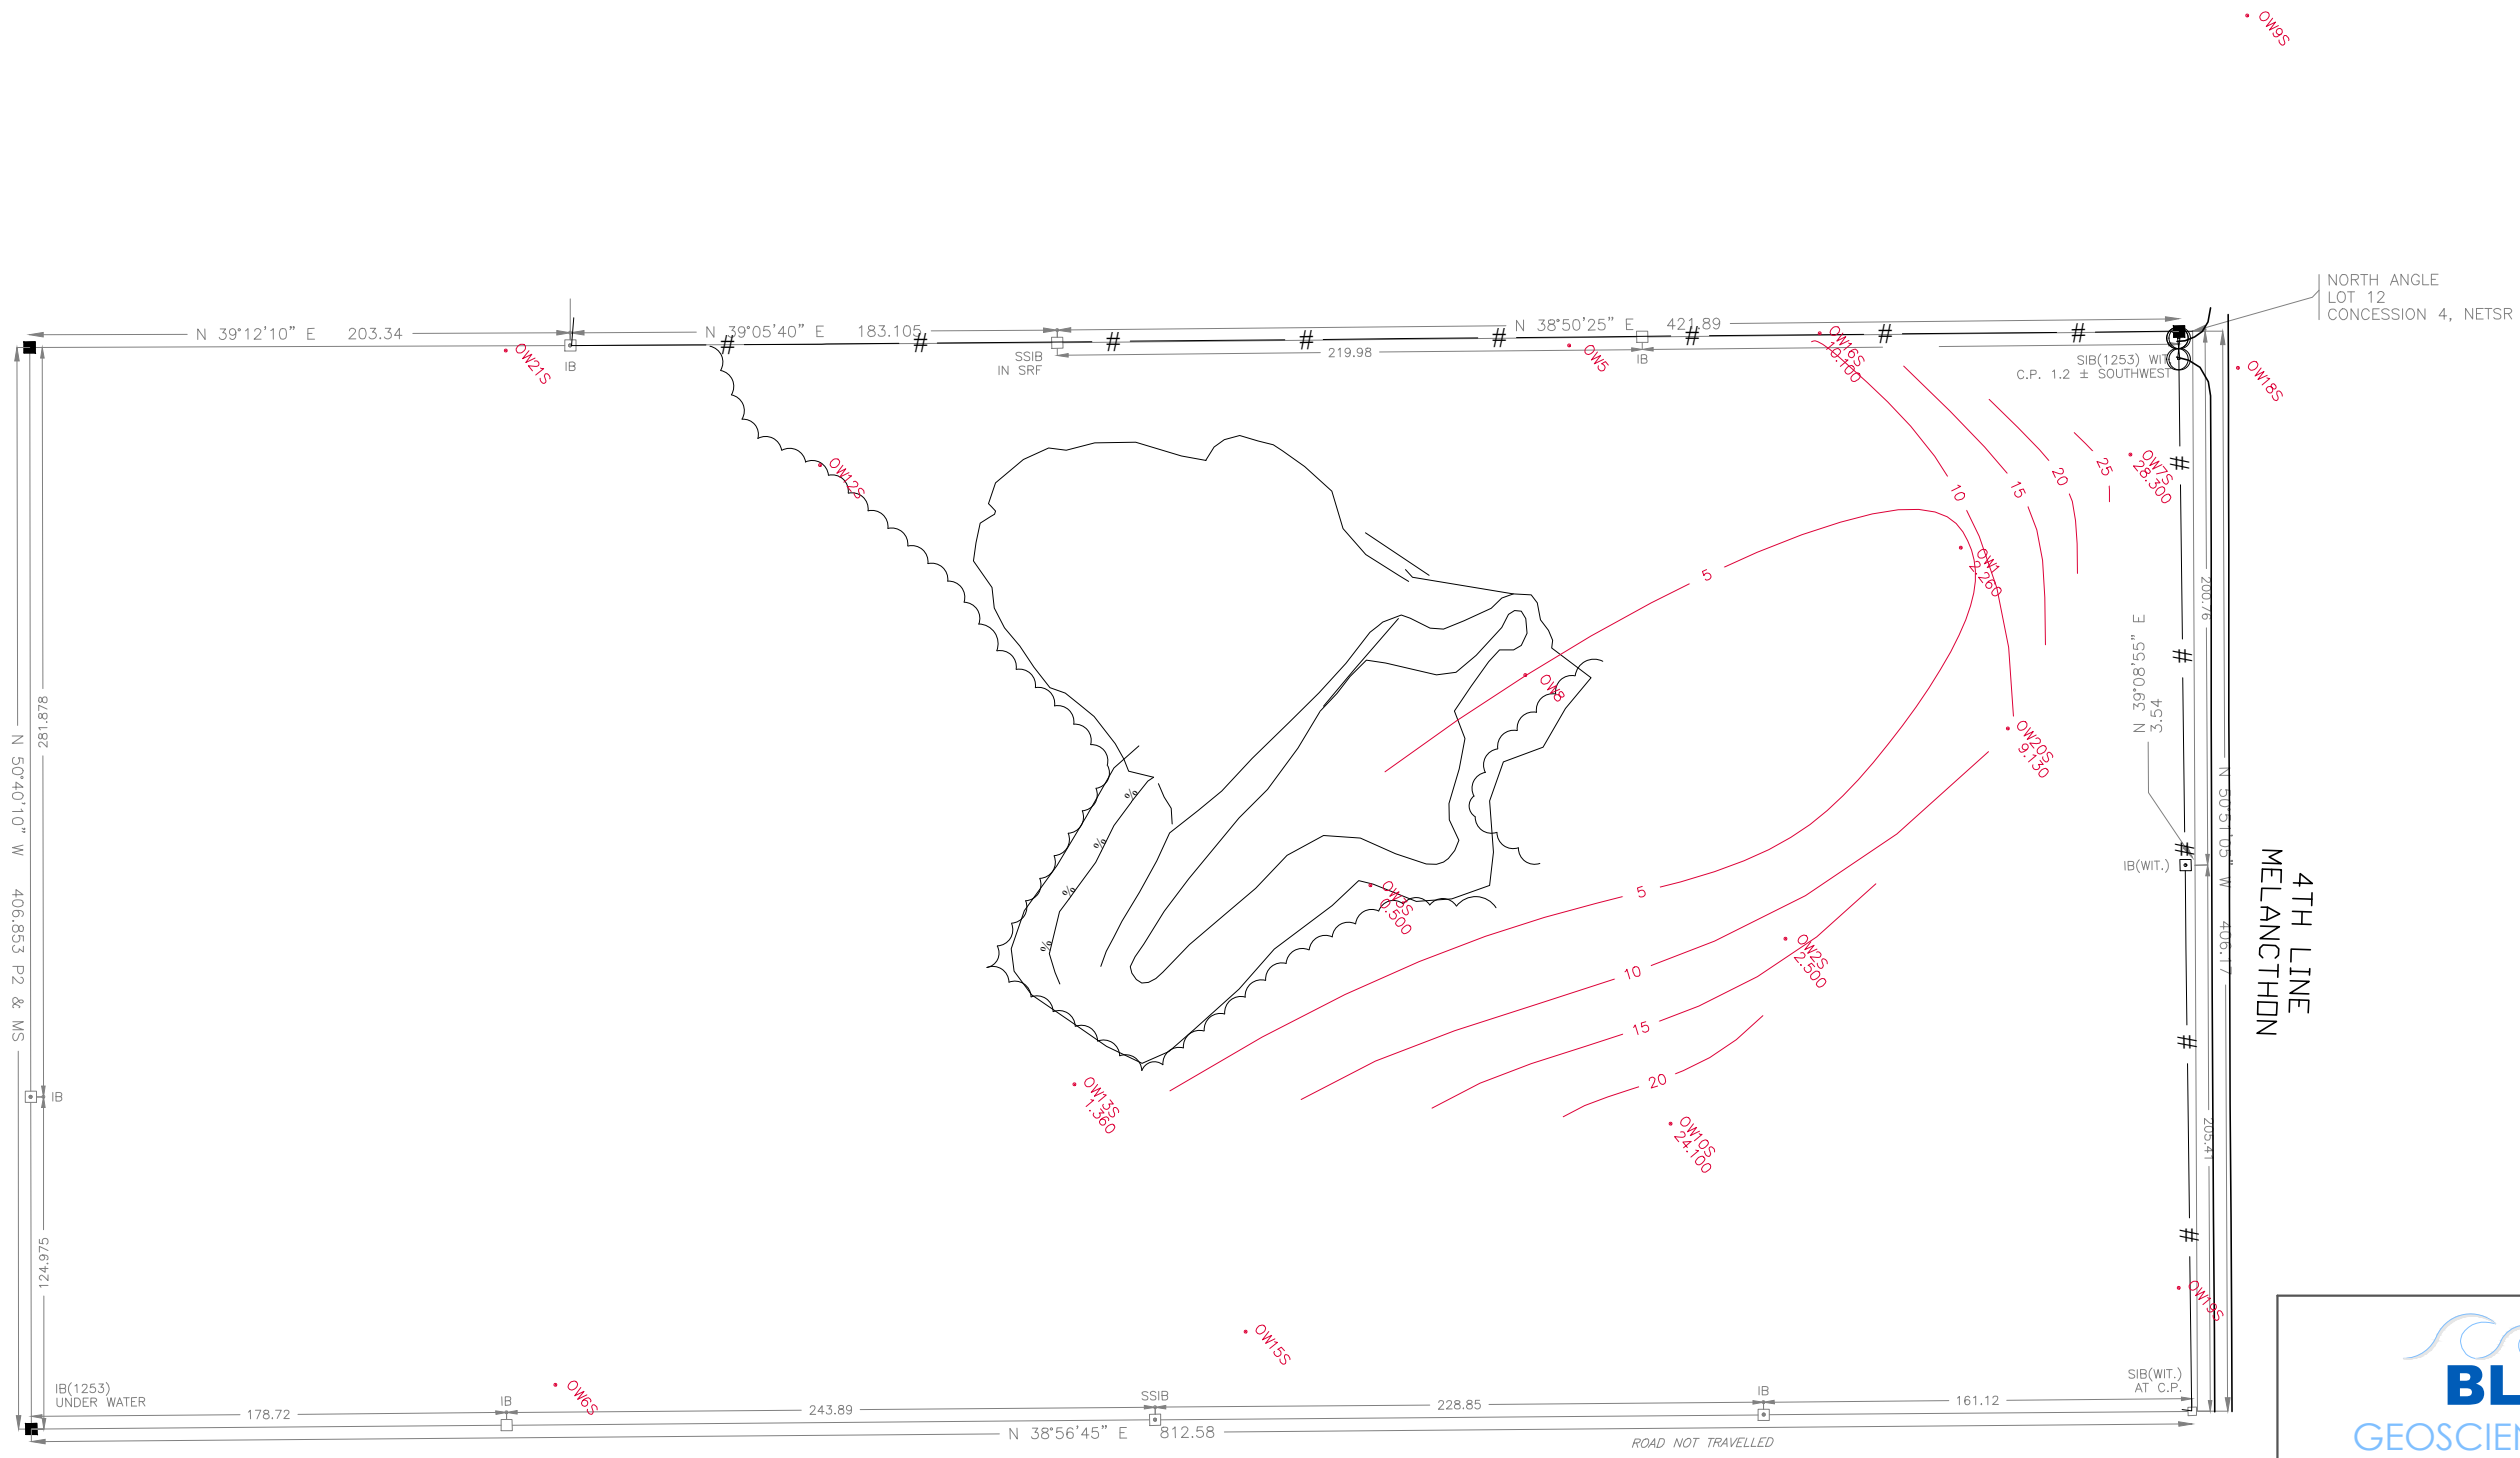 OW9S
NORTH ANGLE
LOT 12
CONCESSION 4, NETSR
N 39°12'10" E 203.34
N 39°05'40" E 183.105
N 38°50'25" E 421.89
SSIB
IN SRF
219.98
IB
IB
OW21S
OW5
OW16S
10.100
SIB(1253) WIT
C.P. 1.2 ± SOUTHWEST
OW18S
OW12S
OW7S
28.300
10
15
20
25
5
OW1
2.260
200.76
N 39°08'55" E
3.54
OW8
OW20S
9.130
281.878
N 50°40'10" W 406.853 P2 & MS
N 50°51'05" W 406.17
IB(WIT.)
4TH LINE
MELANCTHON
%
%
%
%
OW3S
0.500
5
OW2S
2.500
10
15
20
OW13S
1.360
OW10S
24.100
IB
205.41
124.975
OW19S
OW15S
OW6S
IB(1253)
UNDER WATER
IB
SSIB
IB
SIB(WIT.)
AT C.P.
178.72
243.89
228.85
161.12
N 38°56'45" E 812.58
ROAD NOT TRAVELLED
#
#
#
#
#
#
#
#
#
#
#
#
#
BL
GEOSCIEN